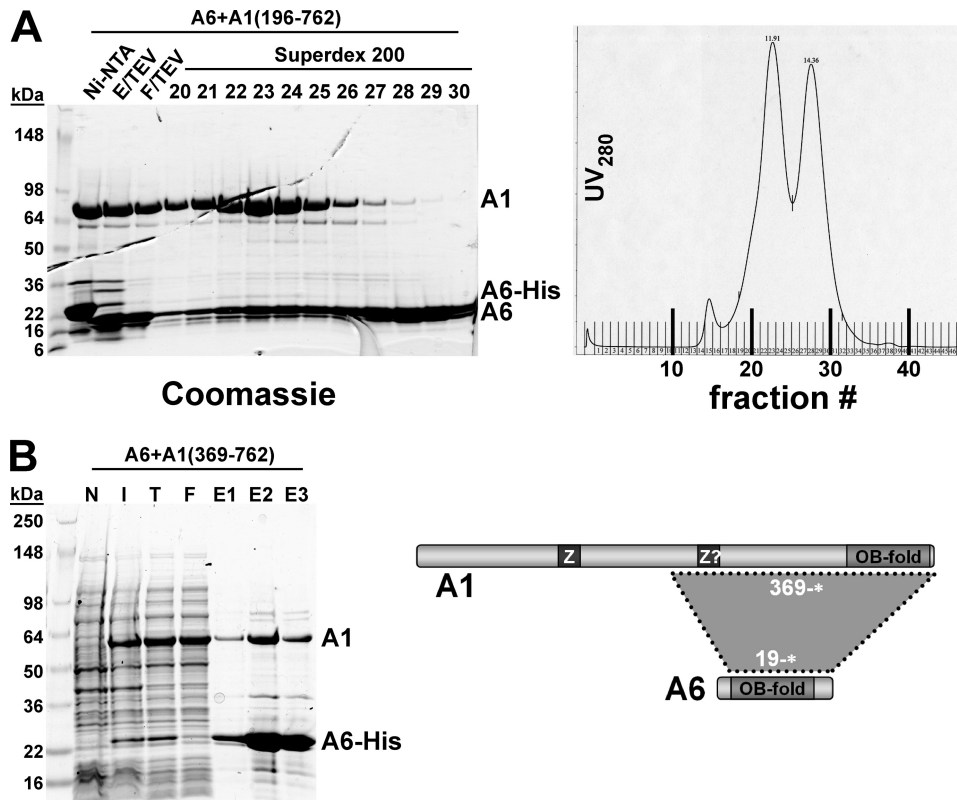 A
A6+A1(196-762)
Ni-NTA E/TEV F/TEV Superdex 200
kDa 20 21 22 23 24 25 26 27 28 29 30
148
98
64
50
36
22
16
6
A1
A6-His
A6
Coomassie
11.91
14.36
UV280
10 20 30 40
fraction #
B
A6+A1(369-762)
kDa N I T F E1 E2 E3
250
148
98
64
50
36
22
16
A1
A6-His
Z Z? OB-fold
A1
369-*
19-*
A6 OB-fold